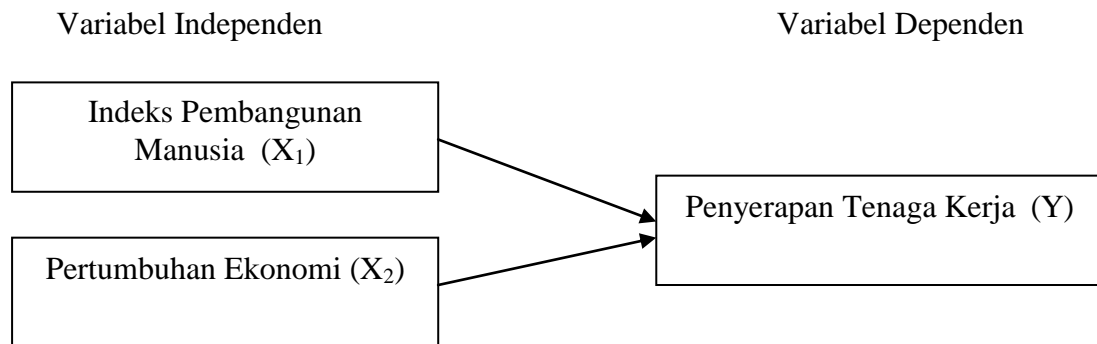 Variabel Independen
Variabel Dependen
Indeks Pembangunan
Manusia (X₁)
Penyerapan Tenaga Kerja (Y)
Pertumbuhan Ekonomi (X₂)